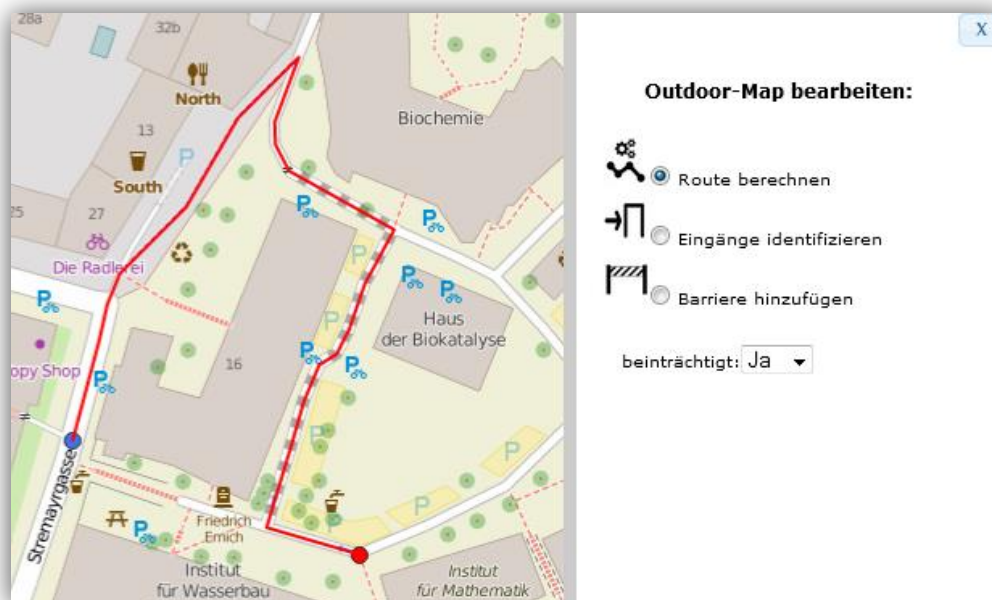 28a
32b
North
13
P
South
25
27
Die Radlerei
P
P
opy Shop
Stremayrgasse
P
Biochemie
P
P
P
P
P
Haus
der Biokatalyse
P
P
P
16
P
P
P
P
Friedrich
Emich
Institut
für Wasserbau
Institut
für Mathematik
X
Outdoor-Map bearbeiten:
Route berechnen
Eingänge identifizieren
Barriere hinzufügen
beinträchtigt: Ja